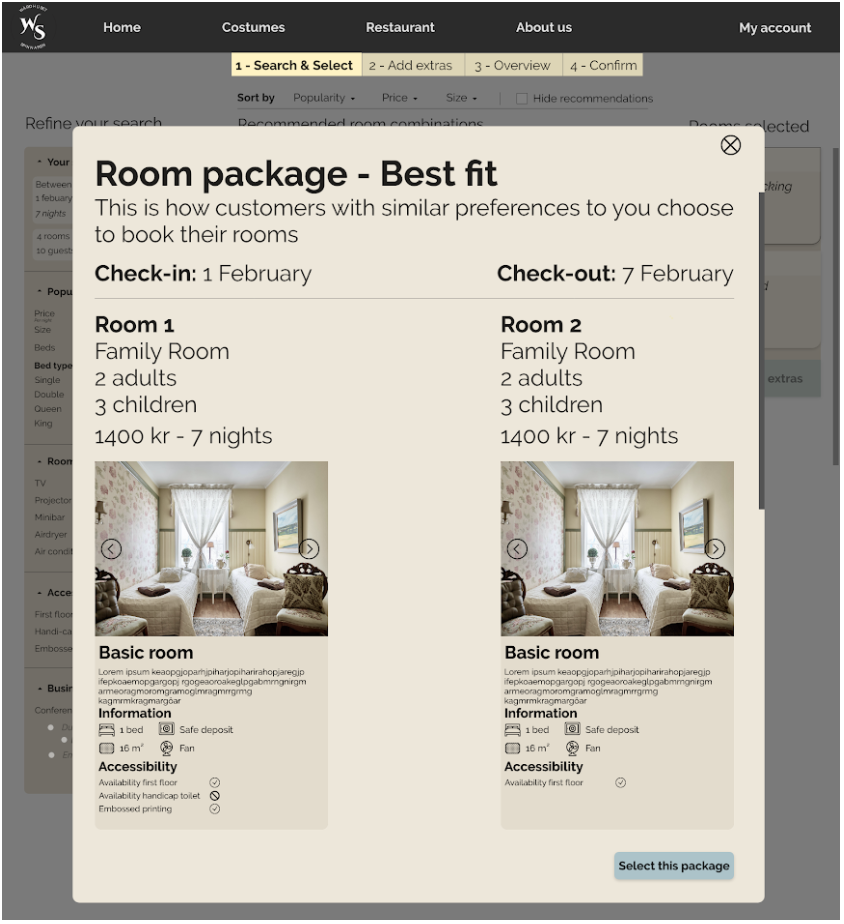 WS
Home
Costumes
Restaurant
About us
My account
1 - Search & Select
2 - Add extras
3 - Overview
4 - Confirm
Sort by
Popularity
Price
Size
Hide recommendations
Refine your search
Recommended room combinations
Rooms selected
Your
Between
1 febuary
7 nights
4 rooms
10 guests
Popu
Price
Size
Beds
Bed type
Single
Double
Queen
King
Room
TV
Projector
Minibar
Airdryer
Air condit
Acce
First floor
Handi-ca
Embosse
Busin
Conferen
extras
Room package - Best fit
This is how customers with similar preferences to you choose
to book their rooms
Check-in: 1 February
Check-out: 7 February
Room 1
Family Room
2 adults
3 children
1400 kr - 7 nights
Basic room
Lorem ipsum keaopgjoparhjpiharjopiharirahopjaregjp
ifepkoaemopgargopj rgogeaoroakeglpgabmrngnirgm
armeoragmoromgramoglmragmrrgrmg
kagmrmkragmargöar
Information
1 bed
Safe deposit
16 m²
Fan
Accessibility
Availability first floor
Availability handicap toilet
Embossed printing
Room 2
Family Room
2 adults
3 children
1400 kr - 7 nights
Basic room
Lorem ipsum keaopgjoparhjpiharjopiharirahopjaregjp
ifepkoaemopgargopj rgogeaoroakeglpgabmrngnirgm
armeoragmoromgramoglmragmrrgrmg
kagmrmkragmargöar
Information
1 bed
Safe deposit
16 m²
Fan
Accessibility
Availability first floor
Select this package